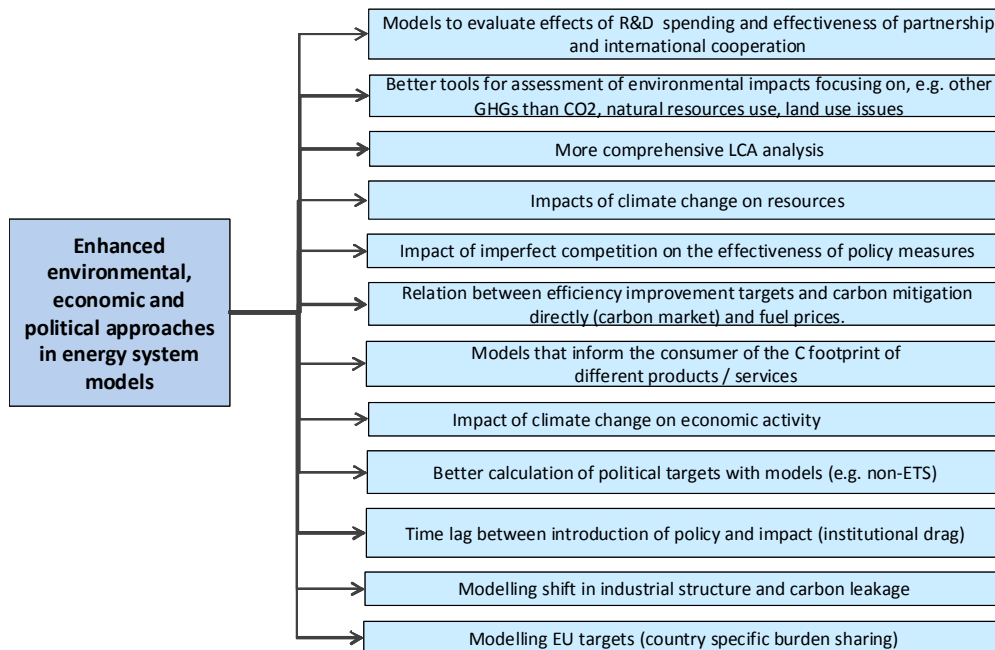 Models to evaluate effects of R&D  spending and effectiveness of partnership
and international cooperation
Better tools for assessment of environmental impacts focusing on, e.g. other
GHGs than CO2, natural resources use, land use issues
More comprehensive LCA analysis
Impacts of climate change on resources
Enhanced
environmental,
economic and
political approaches
in energy system
models
Impact of imperfect competition on the effectiveness of policy measures
Relation between efficiency improvement targets and carbon mitigation
directly (carbon market) and fuel prices.
Models that inform the consumer of the C footprint of
different products / services
Impact of climate change on economic activity
Better calculation of political targets with models (e.g. non-ETS)
Time lag between introduction of policy and impact (institutional drag)
Modelling shift in industrial structure and carbon leakage
Modelling EU targets (country specific burden sharing)